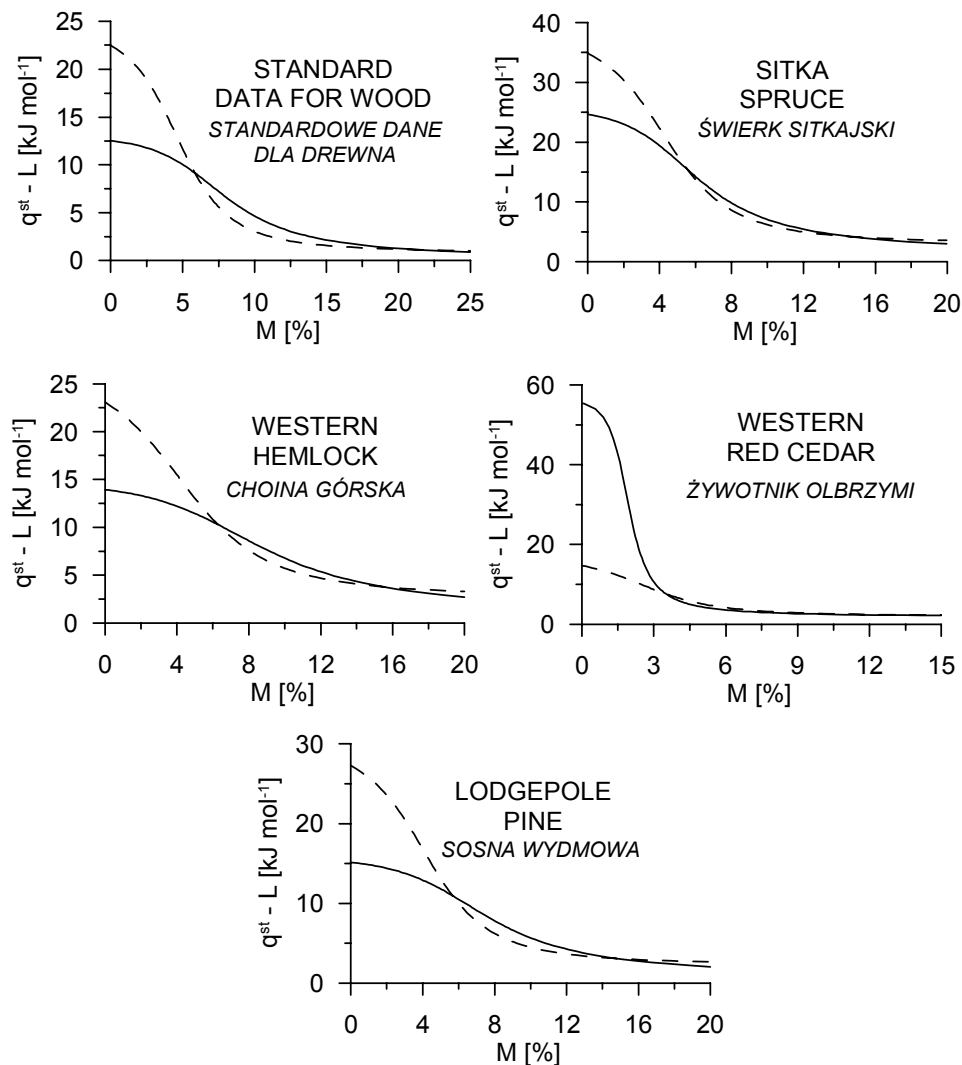 25
20
15
10
5
0
q^st - L [kJ mol^-1]
STANDARD
DATA FOR WOOD
STANDARDOWE DANE
DLA DREWNA
0 5 10 15 20 25
M [%]
40
30
20
10
0
q^st - L [kJ mol^-1]
SITKA
SPRUCE
ŚWIERK SITKAJSKI
0 4 8 12 16 20
M [%]
25
20
15
10
5
0
q^st - L [kJ mol^-1]
WESTERN
HEMLOCK
CHOINA GÓRSKA
0 4 8 12 16 20
M [%]
60
50
40
30
20
10
0
q^st - L [kJ mol^-1]
WESTERN
RED CEDAR
ŻYWOTNIK OLBRZYMI
0 3 6 9 12 15
M [%]
30
20
10
0
q^st - L [kJ mol^-1]
LODGEPOLE
PINE
SOSNA WYDMOWA
0 4 8 12 16 20
M [%]